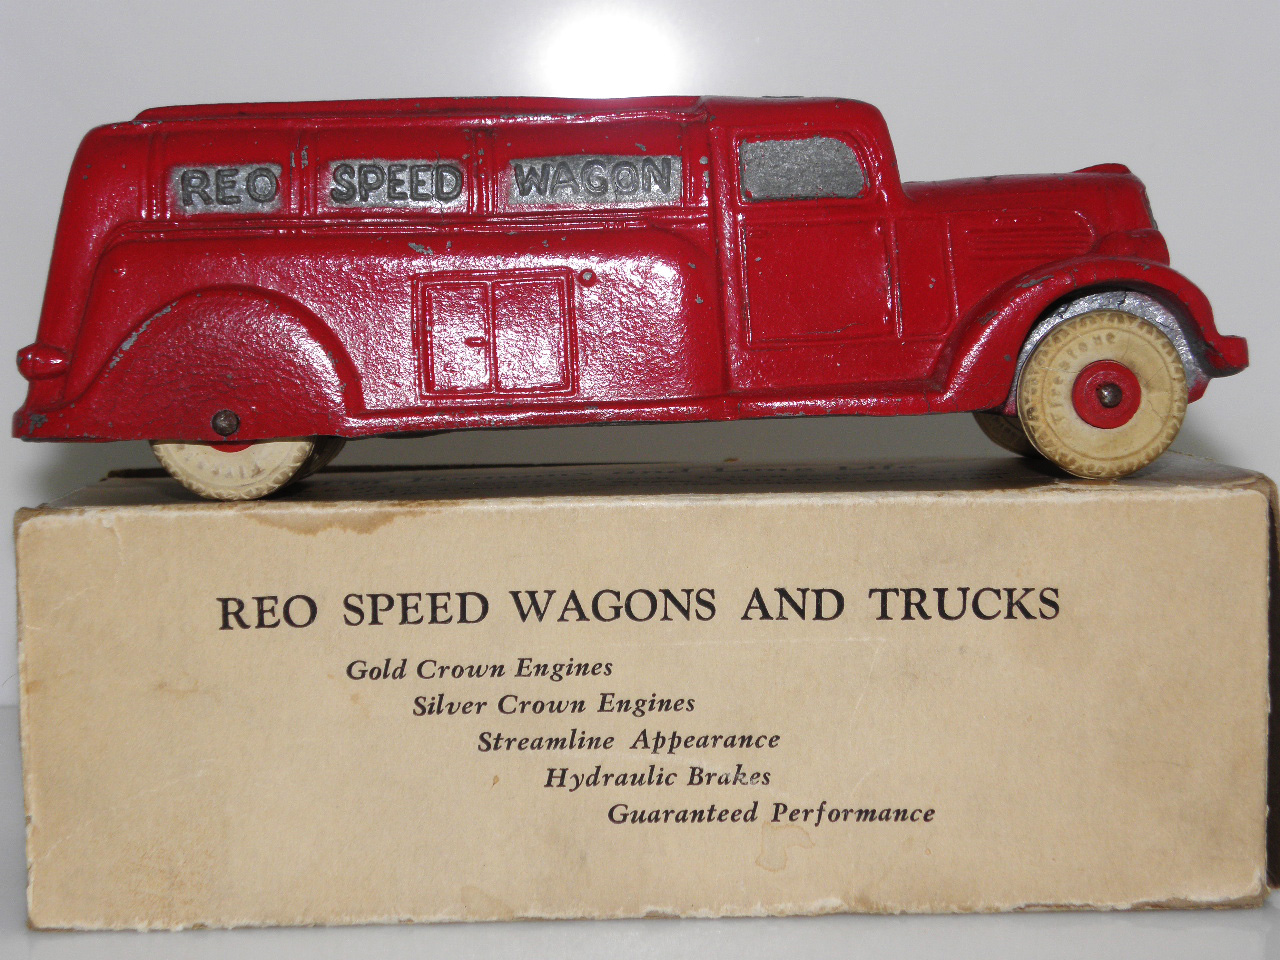 REO SPEED WAGON
Firestone
REO SPEED WAGONS AND TRUCKS
Gold Crown Engines
Silver Crown Engines
Streamline Appearance
Hydraulic Brakes
Guaranteed Performance